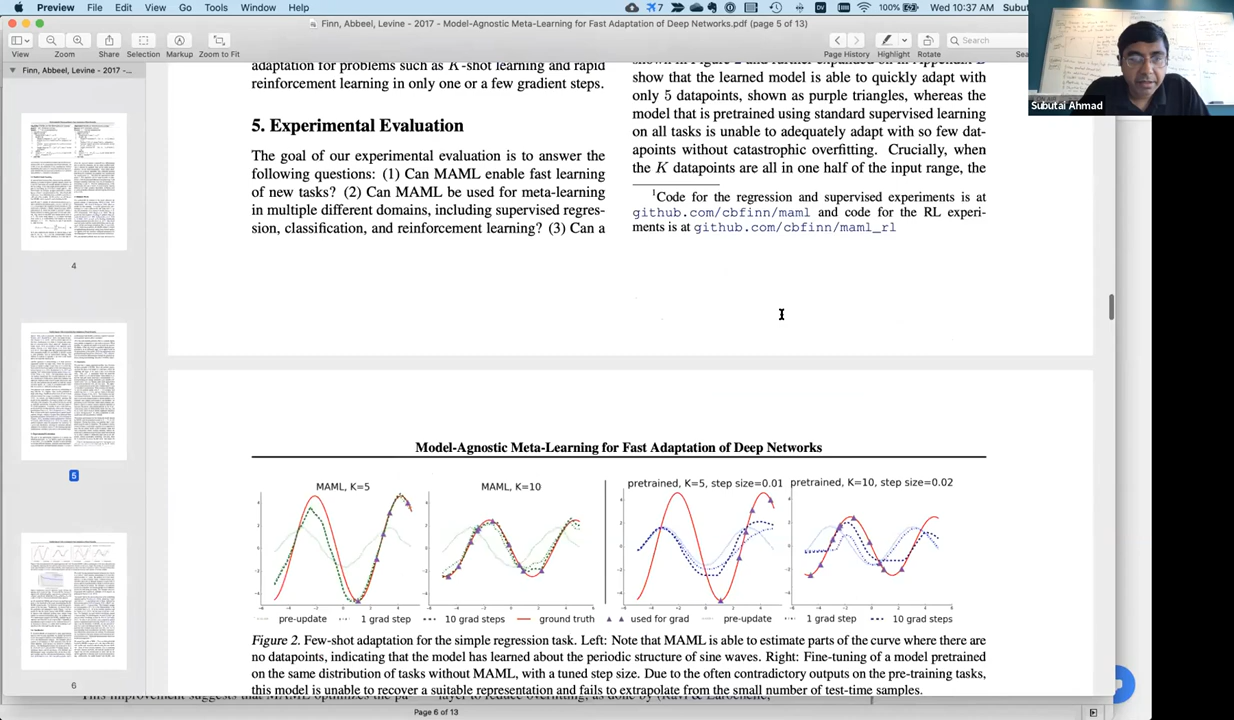 Preview File Edit View Go Tools Window Help
7 100% Wed 10:37 AM Subut
Finn, Abbeel, Levine - 2017 - Model-Agnostic Meta-Learning for Fast Adaptation of Deep Networks.pdf (page 5 of 13)
View Zoom Share Selection Markup Zoom to Fit Page History Highlight Rotate Search
Finn, Abbeel, Levine - 2017 -...
4
5
6
adaptation for problems such as K-shot learning and rapid
reinforcement learning in only one or a few gradient steps.
5. Experimental Evaluation
The goal of our experimental evaluation is to answer the
following questions: (1) Can MAML enable fast learning
of new tasks? (2) Can MAML be used for meta-learning
in multiple different domains, including supervised regres-
sion, classification, and reinforcement learning? (3) Can a
show that the learned model is able to quickly adapt with
only 5 datapoints, shown as purple triangles, whereas the
model that is pretrained using standard supervised learning
on all tasks is unable to adequately adapt with so few dat-
apoints without catastrophic overfitting. Crucially, when
the K datapoints are all in one half of the input range, the
1Code for the regression and supervised experiments is at
github.com/cbfinn/maml and code for the RL experi-
ments is at github.com/cbfinn/maml_rl
Model-Agnostic Meta-Learning for Fast Adaptation of Deep Networks
MAML, K=5 MAML, K=10 pretrained, K=5, step size=0.01 pretrained, K=10, step size=0.02
pre-update 1 grad step 10 grad steps ground truth used for grad pre-update 1 grad step 10 grad steps
Figure 2. Few-shot adaptation for the simple regression task. Left: Note that MAML is able to estimate parts of the curve where there are
no datapoints, indicating that the model has learned about the periodic structure of sine waves. Right: Fine-tuning of a model pretrained
on the same distribution of tasks without MAML, with a tuned step size. Due to the often contradictory outputs on the pre-training tasks,
this model is unable to recover a suitable representation and fails to extrapolate from the small number of test-time samples.
Page 6 of 13
Subutai Ahmad